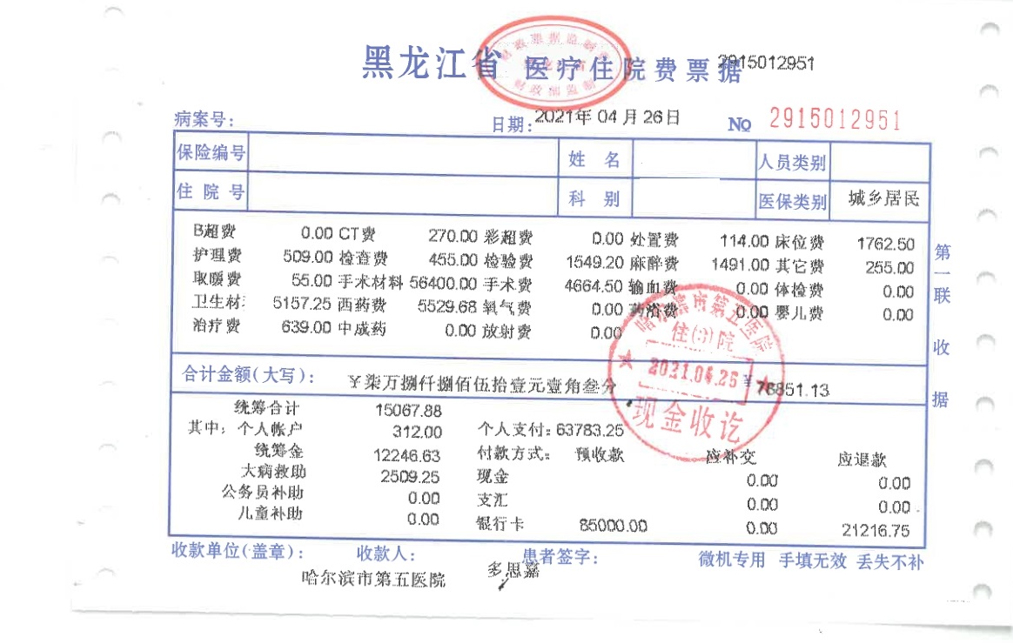 黑龙江省 医疗住院费票据 2915012951
病案号： 日期：2021年 04月 26日 № 2915012951
保险编号 姓 名 人员类别
住 院 号 科 别 医保类别 城乡居民
B超费 0.00 CT费 270.00 彩超费 0.00 处置费 114.00 床位费 1762.50
护理费 509.00 检查费 455.00 检验费 1549.20 麻醉费 1491.00 其它费 255.00
取暖费 55.00 手术材料 56400.00 手术费 4664.50 输血费 0.00 体检费 0.00
卫生材 5157.25 西药费 5529.68 氧气费 0.00 药浴费 0.00 婴儿费 0.00
治疗费 639.00 中成药 0.00 放射费 0.00
哈尔滨市第五医院
住(3)院
2021.04.26
现金收讫
合计金额(大写)： ￥柒万捌仟捌佰伍拾壹元壹角叁分 ￥78851.13
统筹合计 15067.88
其中：个人帐户 312.00 个人支付：63783.25
统筹金 12246.63 付款方式： 预收款 应补交 应退款
大病救助 2509.25 现金 0.00 0.00
公务员补助 0.00 支汇 0.00 0.00
儿童补助 0.00 银行卡 85000.00 0.00 21216.75
收款单位(盖章)： 收款人： 患者签字： 微机专用 手填无效 丢失不补
哈尔滨市第五医院 多思嘉
第一联 收据